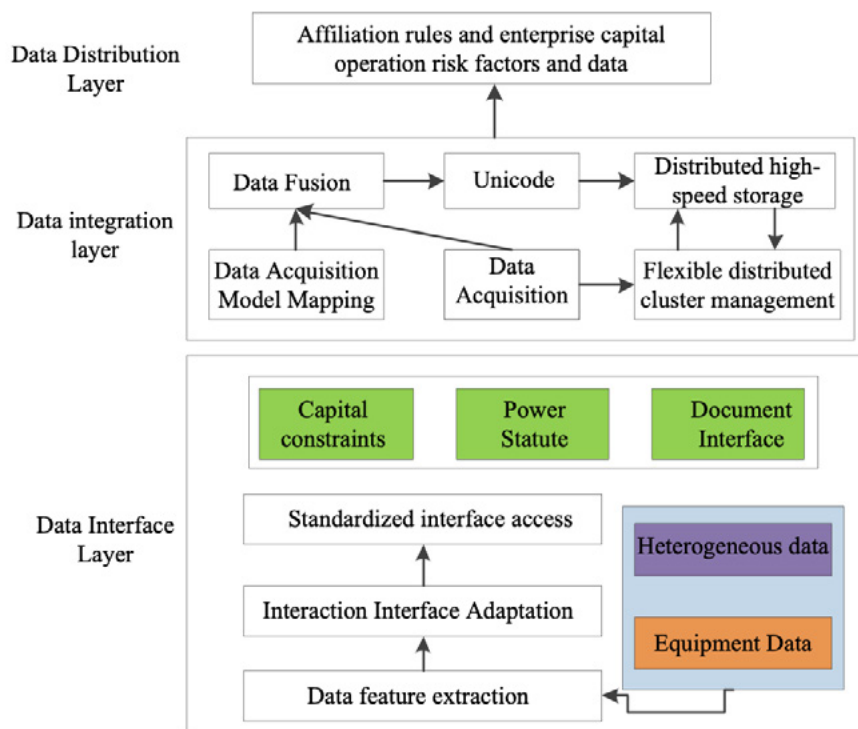 Data Distribution
Layer
Affiliation rules and enterprise capital
operation risk factors and data
Data integration
layer
Data Fusion
Unicode
Distributed high-
speed storage
Data Acquisition
Model Mapping
Data
Acquisition
Flexible distributed
cluster management
Data Interface
Layer
Capital
constraints
Power
Statute
Document
Interface
Standardized interface access
Heterogeneous data
Interaction Interface Adaptation
Equipment Data
Data feature extraction